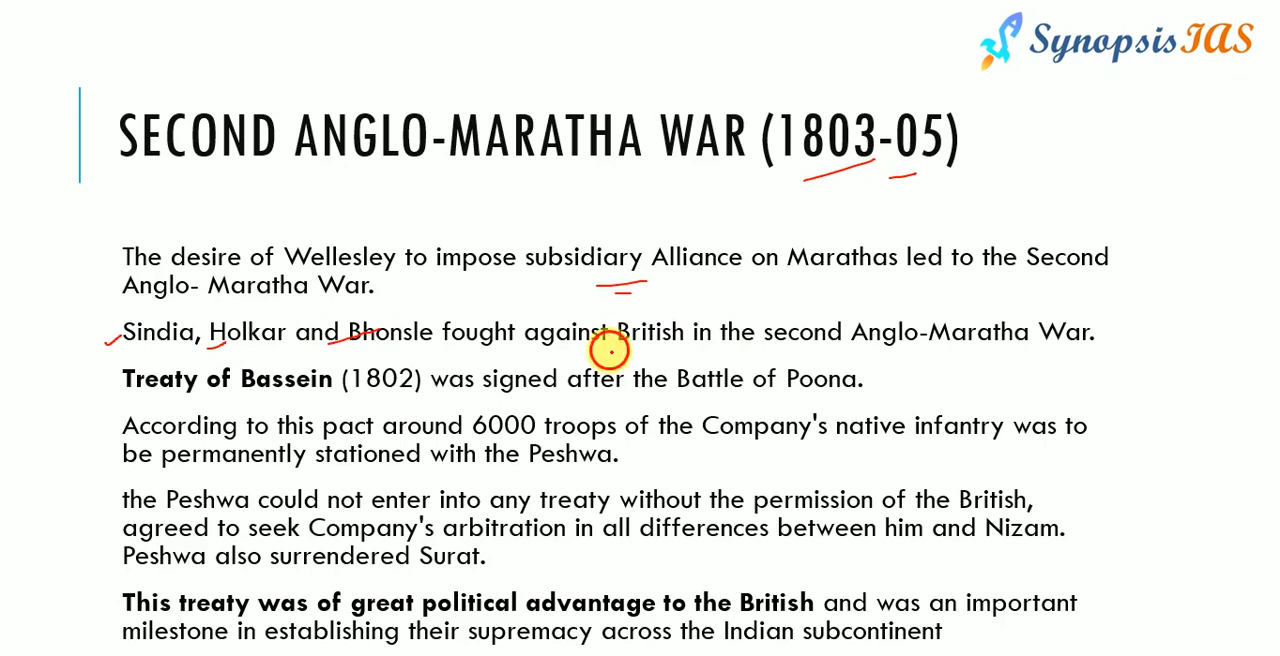 SynopsisIAS
SECOND ANGLO-MARATHA WAR (1803-05)
The desire of Wellesley to impose subsidiary Alliance on Marathas led to the Second
Anglo- Maratha War.
Sindia, Holkar and Bhonsle fought against British in the second Anglo-Maratha War.
Treaty of Bassein (1802) was signed after the Battle of Poona.
According to this pact around 6000 troops of the Company's native infantry was to
be permanently stationed with the Peshwa.
the Peshwa could not enter into any treaty without the permission of the British,
agreed to seek Company's arbitration in all differences between him and Nizam.
Peshwa also surrendered Surat.
This treaty was of great political advantage to the British and was an important
milestone in establishing their supremacy across the Indian subcontinent